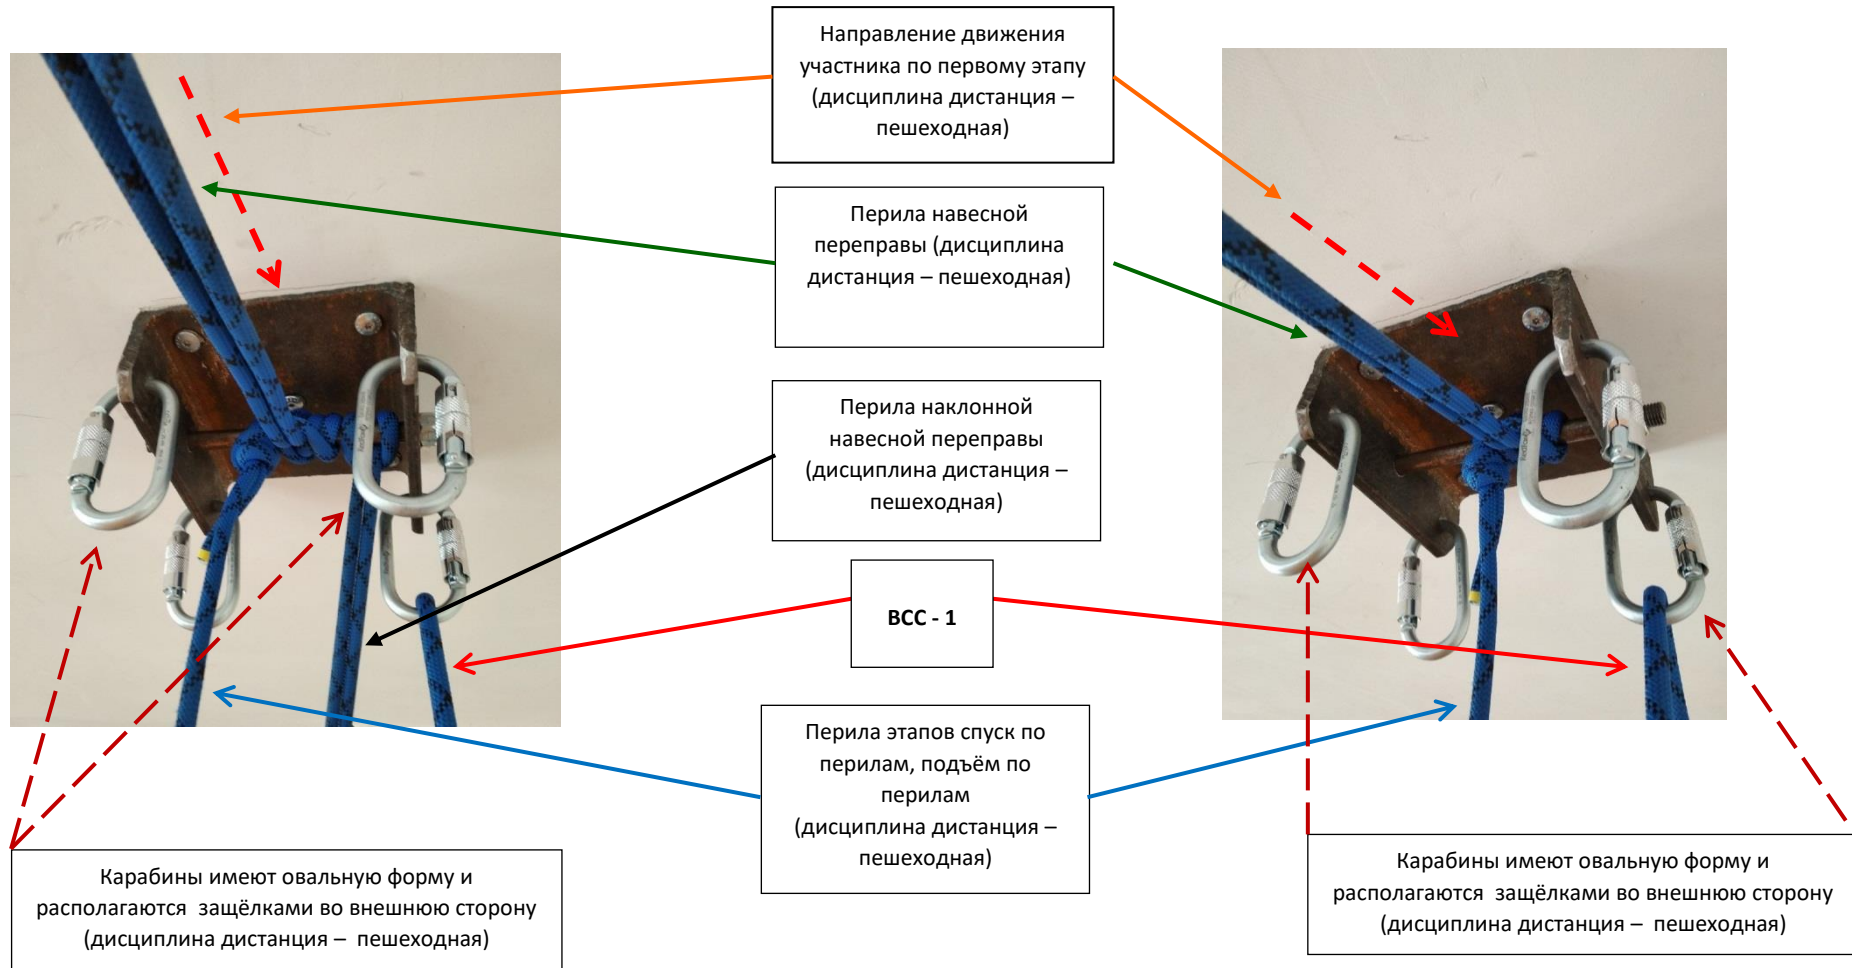 Направление движения
участника по первому этапу
(дисциплина дистанция –
пешеходная)
Перила навесной
переправы (дисциплина
дистанция – пешеходная)
Перила наклонной
навесной переправы
(дисциплина дистанция –
пешеходная)
ВСС - 1
Перила этапов спуск по
перилам, подъём по
перилам
(дисциплина дистанция –
пешеходная)
Карабины имеют овальную форму и
располагаются защёлками во внешнюю сторону
(дисциплина дистанция – пешеходная)
Карабины имеют овальную форму и
располагаются защёлками во внешнюю сторону
(дисциплина дистанция – пешеходная)